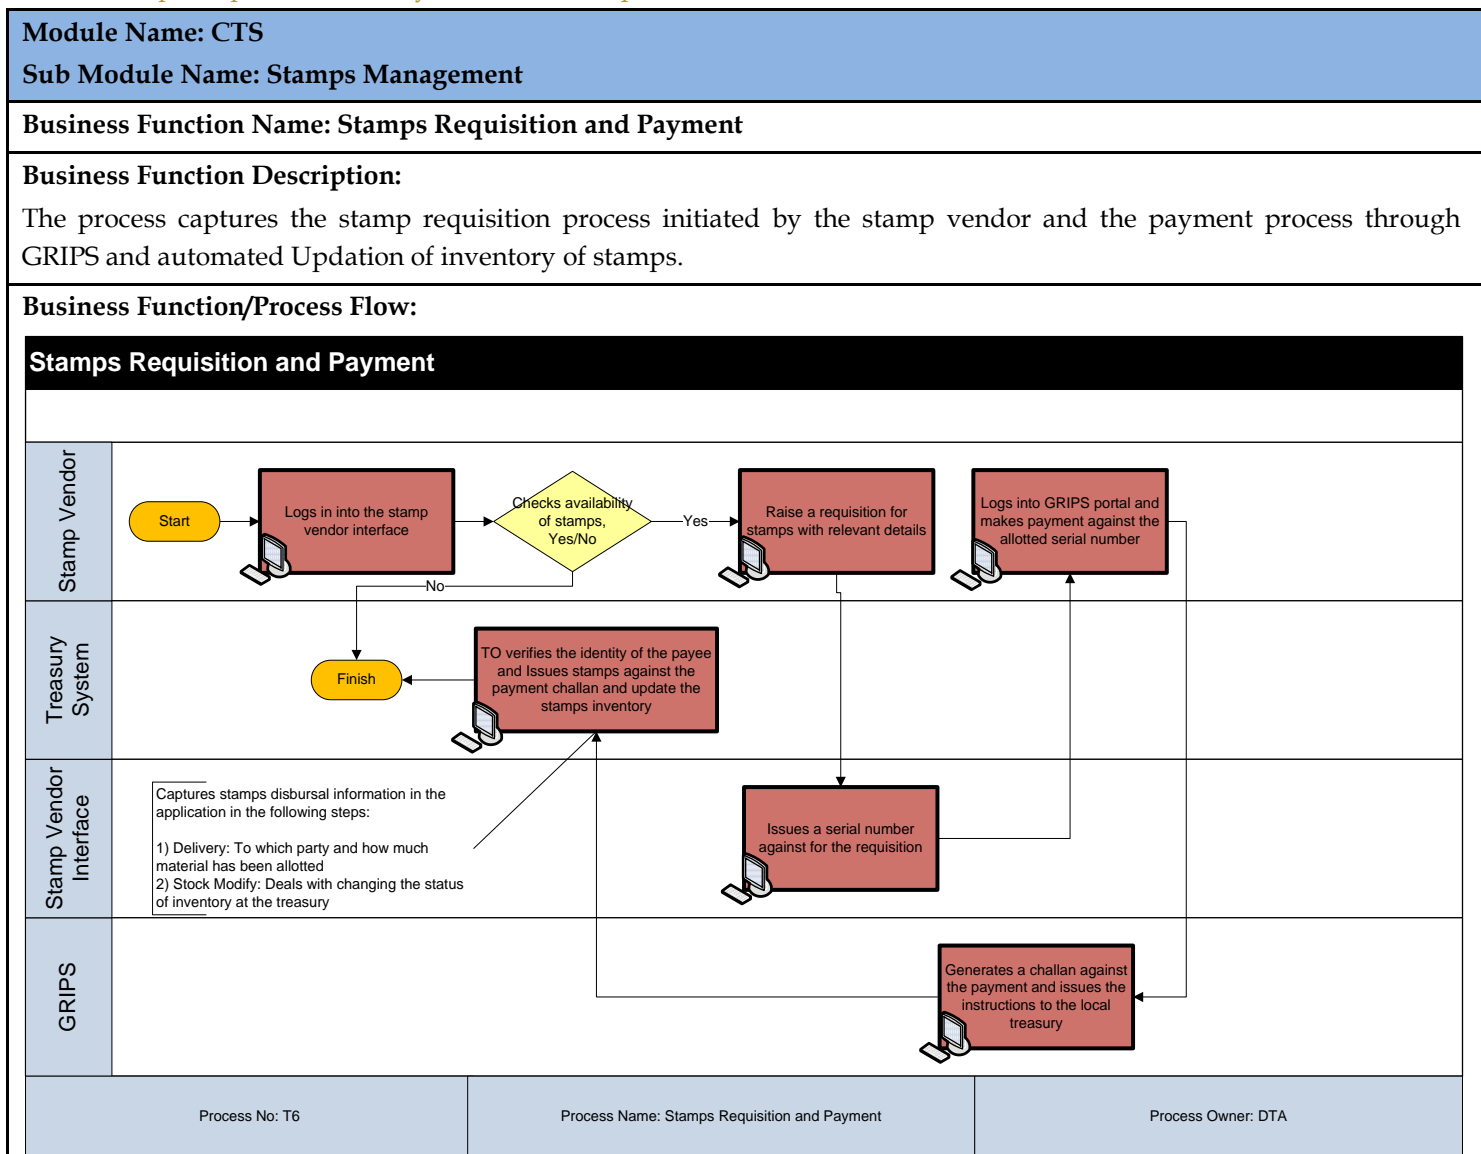 Module Name: CTS
Sub Module Name: Stamps Management
Business Function Name: Stamps Requisition and Payment
Business Function Description:
The process captures the stamp requisition process initiated by the stamp vendor and the payment process through
GRIPS and automated Updation of inventory of stamps.
Business Function/Process Flow:
Stamps Requisition and Payment
Stamp Vendor
Start
Logs in into the stamp
vendor interface
Checks availability
of stamps,
Yes/No
Yes
No
Raise a requisition for
stamps with relevant details
Logs into GRIPS portal and
makes payment against the
allotted serial number
Treasury
System
Finish
TO verifies the identity of the payee
and Issues stamps against the
payment challan and update the
stamps inventory
Stamp Vendor
Interface
Captures stamps disbursal information in the
application in the following steps:
1) Delivery: To which party and how much
material has been allotted
2) Stock Modify: Deals with changing the status
of inventory at the treasury
Issues a serial number
against for the requisition
GRIPS
Generates a challan against
the payment and issues the
instructions to the local
treasury
Process No: T6
Process Name: Stamps Requisition and Payment
Process Owner: DTA